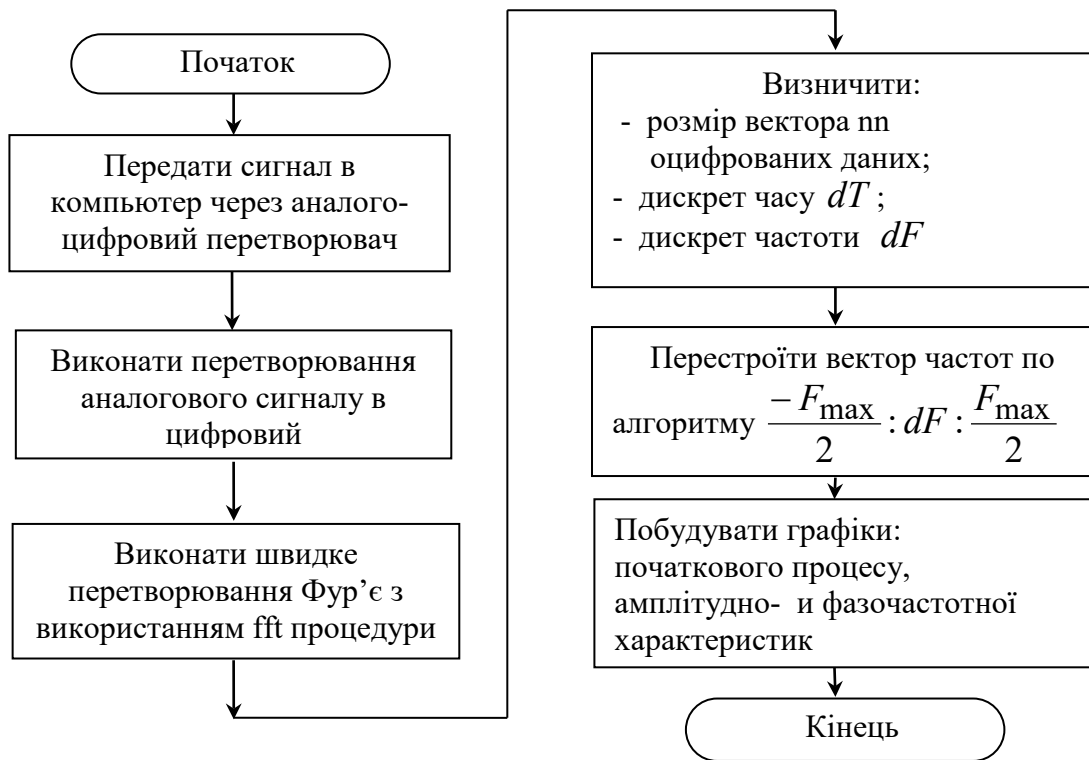 Початок
Передати сигнал в
компьютер через аналого-
цифровий перетворювач
Виконати перетворювання
аналогового сигналу в
цифровий
Виконати швидке
перетворювання Фур’є з
використанням fft процедури
Визничити:
- розмір вектора nn
оцифрованих даних;
- дискрет часу dT ;
- дискрет частоти dF
Перестроїти вектор частот по
алгоритму −F_max/2 : dF : F_max/2
Побудувати графіки:
початкового процесу,
амплітудно- и фазочастотної
характеристик
Кінець